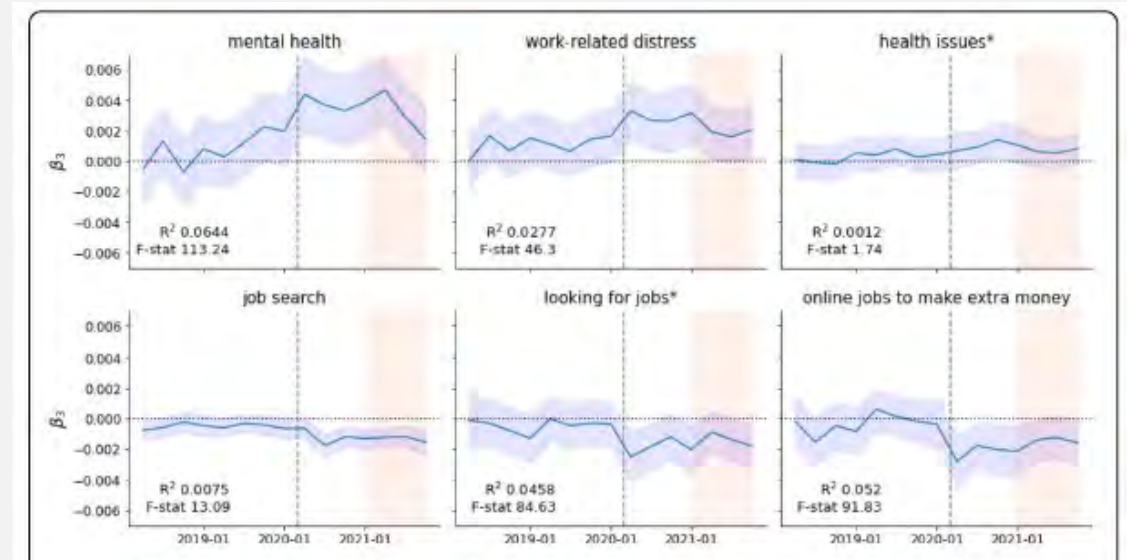 mental health
work-related distress
health issues*
0.006
0.004
0.002
0.000
−0.002
−0.004
−0.006
β3
R² 0.0644
F-stat 113.24
R² 0.0277
F-stat 46.3
R² 0.0012
F-stat 1.74
job search
looking for jobs*
online jobs to make extra money
0.006
0.004
0.002
0.000
−0.002
−0.004
−0.006
β3
R² 0.0075
F-stat 13.09
R² 0.0458
F-stat 84.63
R² 0.052
F-stat 91.83
2019-01 2020-01 2021-01
2019-01 2020-01 2021-01
2019-01 2020-01 2021-01